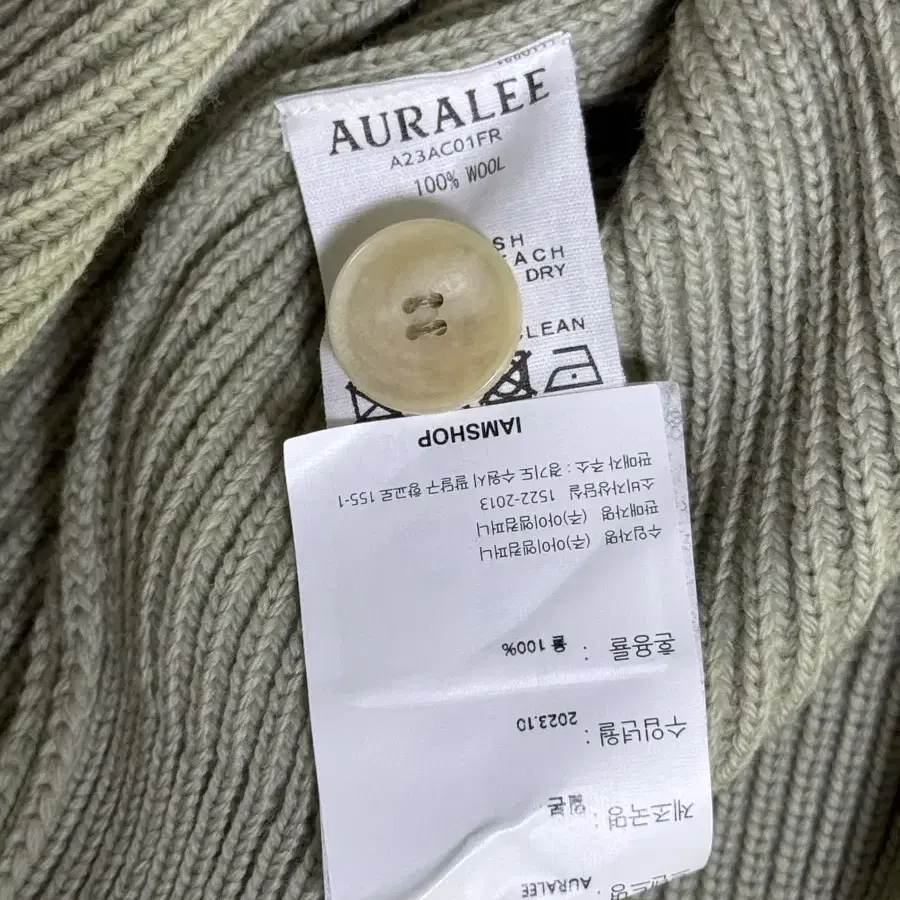 AURALEE
A23AC01FR
100% WOOL
SH
EACH
DRY
CLEAN
AURALEE
제조국명 : 일본
수입년월 : 2023.10
혼용률 : 울 100%
수입자명 (주)아이엠컴퍼니
판매자명 (주)아이엠컴퍼니
소비자상담실 1522-2013
판매자 주소 : 경기도 수원시 팔달구 향교로 155-1
IAMSHOP